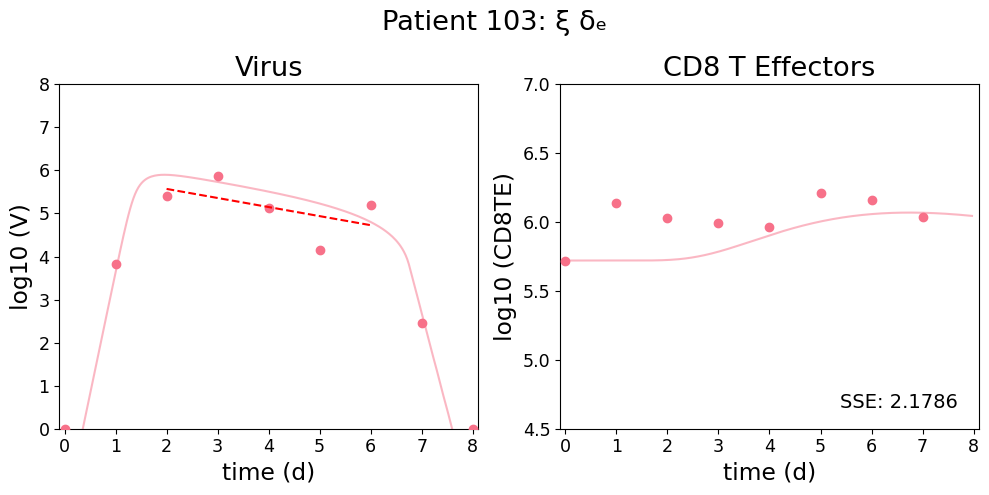 Patient 103: ξ δₑ
Virus
log10 (V)
8
7
6
5
4
3
2
1
0
0 1 2 3 4 5 6 7 8
time (d)
CD8 T Effectors
log10 (CD8TE)
7.0
6.5
6.0
5.5
5.0
4.5
SSE: 2.1786
0 1 2 3 4 5 6 7 8
time (d)